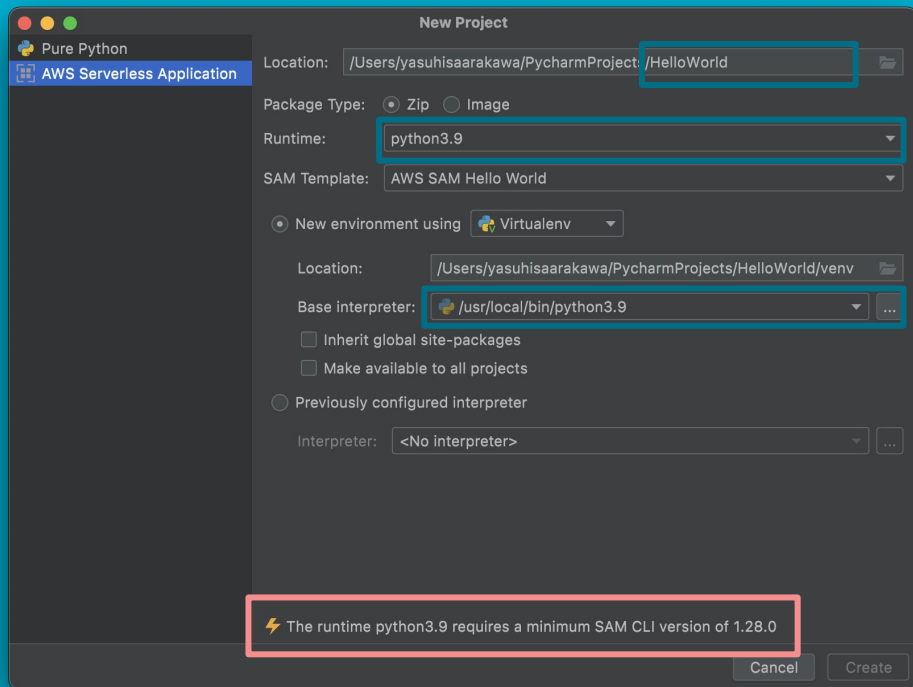 New Project
Pure Python
AWS Serverless Application
Location: /Users/yasuhisaarakawa/PycharmProjects/HelloWorld
Package Type: Zip Image
Runtime: python3.9
SAM Template: AWS SAM Hello World
New environment using Virtualenv
Location: /Users/yasuhisaarakawa/PycharmProjects/HelloWorld/venv
Base interpreter: /usr/local/bin/python3.9 ...
Inherit global site-packages
Make available to all projects
Previously configured interpreter
Interpreter: <No interpreter> ...
The runtime python3.9 requires a minimum SAM CLI version of 1.28.0
Cancel Create